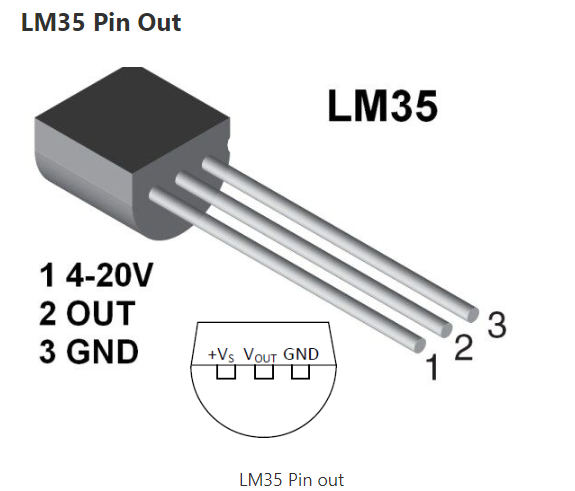 LM35 Pin Out
LM35
1 4-20V
2 OUT
3 GND
1
2
3
+VS VOUT GND
LM35 Pin out